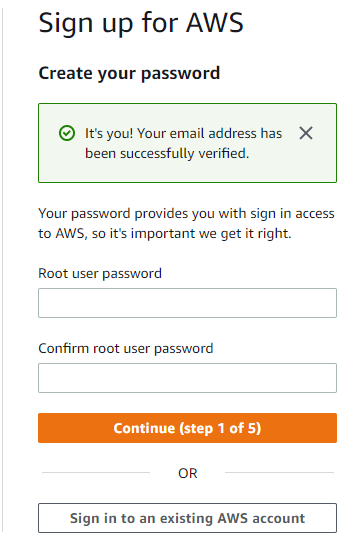 Sign up for AWS
Create your password
It's you! Your email address has
been successfully verified.
Your password provides you with sign in access
to AWS, so it's important we get it right.
Root user password
Confirm root user password
Continue (step 1 of 5)
OR
Sign in to an existing AWS account